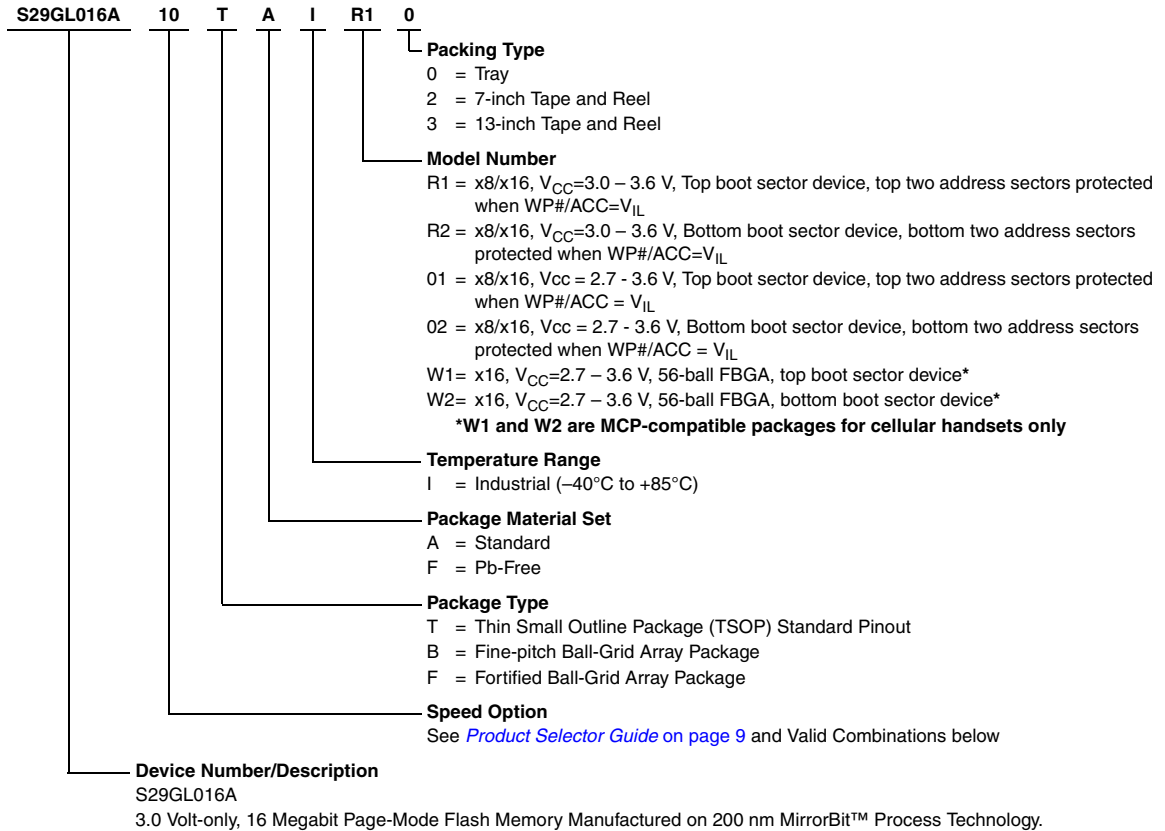 S29GL016A 10 T A I R1 0
Packing Type
0 = Tray
2 = 7-inch Tape and Reel
3 = 13-inch Tape and Reel
Model Number
R1 = x8/x16, VCC=3.0 – 3.6 V, Top boot sector device, top two address sectors protected
when WP#/ACC=VIL
R2 = x8/x16, VCC=3.0 – 3.6 V, Bottom boot sector device, bottom two address sectors
protected when WP#/ACC=VIL
01 = x8/x16, Vcc = 2.7 - 3.6 V, Top boot sector device, top two address sectors protected
when WP#/ACC = VIL
02 = x8/x16, Vcc = 2.7 - 3.6 V, Bottom boot sector device, bottom two address sectors
protected when WP#/ACC = VIL
W1= x16, VCC=2.7 – 3.6 V, 56-ball FBGA, top boot sector device*
W2= x16, VCC=2.7 – 3.6 V, 56-ball FBGA, bottom boot sector device*
*W1 and W2 are MCP-compatible packages for cellular handsets only
Temperature Range
I = Industrial (–40°C to +85°C)
Package Material Set
A = Standard
F = Pb-Free
Package Type
T = Thin Small Outline Package (TSOP) Standard Pinout
B = Fine-pitch Ball-Grid Array Package
F = Fortified Ball-Grid Array Package
Speed Option
See Product Selector Guide on page 9 and Valid Combinations below
Device Number/Description
S29GL016A
3.0 Volt-only, 16 Megabit Page-Mode Flash Memory Manufactured on 200 nm MirrorBit™ Process Technology.